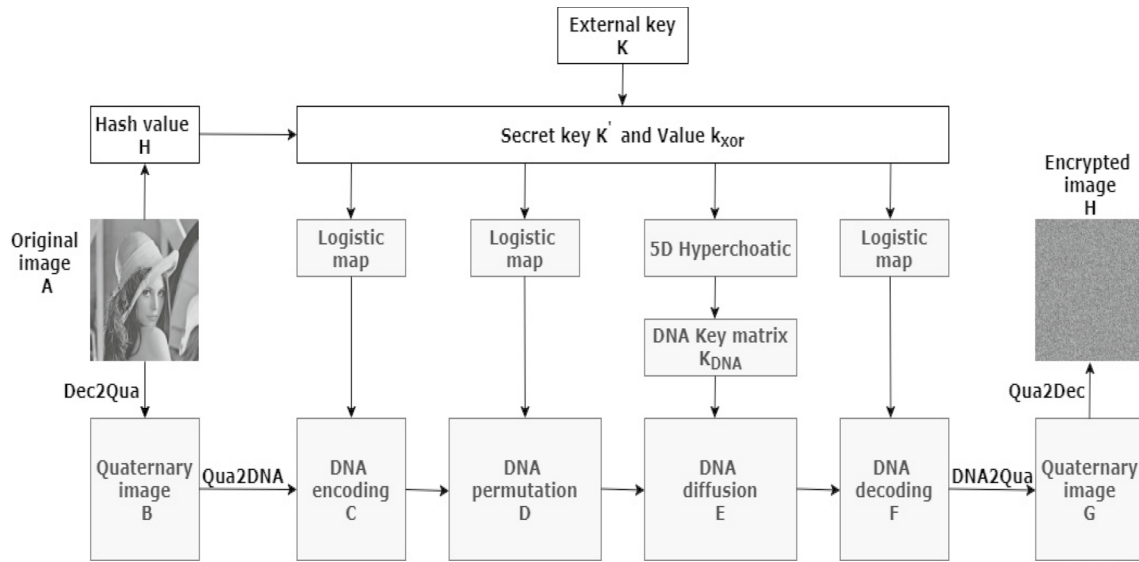 External key
K
Hash value
H
Secret key K' and Value kxor
Encrypted
image
H
Original
image
A
Logistic
map
Logistic
map
5D Hyperchoatic
Logistic
map
DNA Key matrix
KDNA
Dec2Qua
Qua2Dec
Quaternary
image
B
Qua2DNA
DNA
encoding
C
DNA
permutation
D
DNA
diffusion
E
DNA
decoding
F
DNA2Qua
Quaternary
image
G